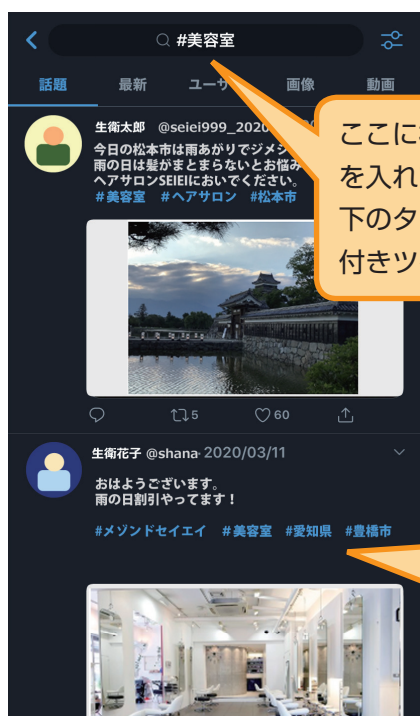 #美容室
話題 最新 ユーザ 画像 動画
ここに
を入れ
下のタ
付きツ
生衛太郎 @seiei999_2020
今日の松本市は雨あがりでジメジ
雨の日は髪がまとまらないとお悩み
ヘアサロンSEIEIにおいでください。
#美容室 #ヘアサロン #松本市
5 60
生衛花子 @shana· 2020/03/11
おはようございます。
雨の日割引やってます！
#メゾンドセイエイ #美容室 #愛知県 #豊橋市